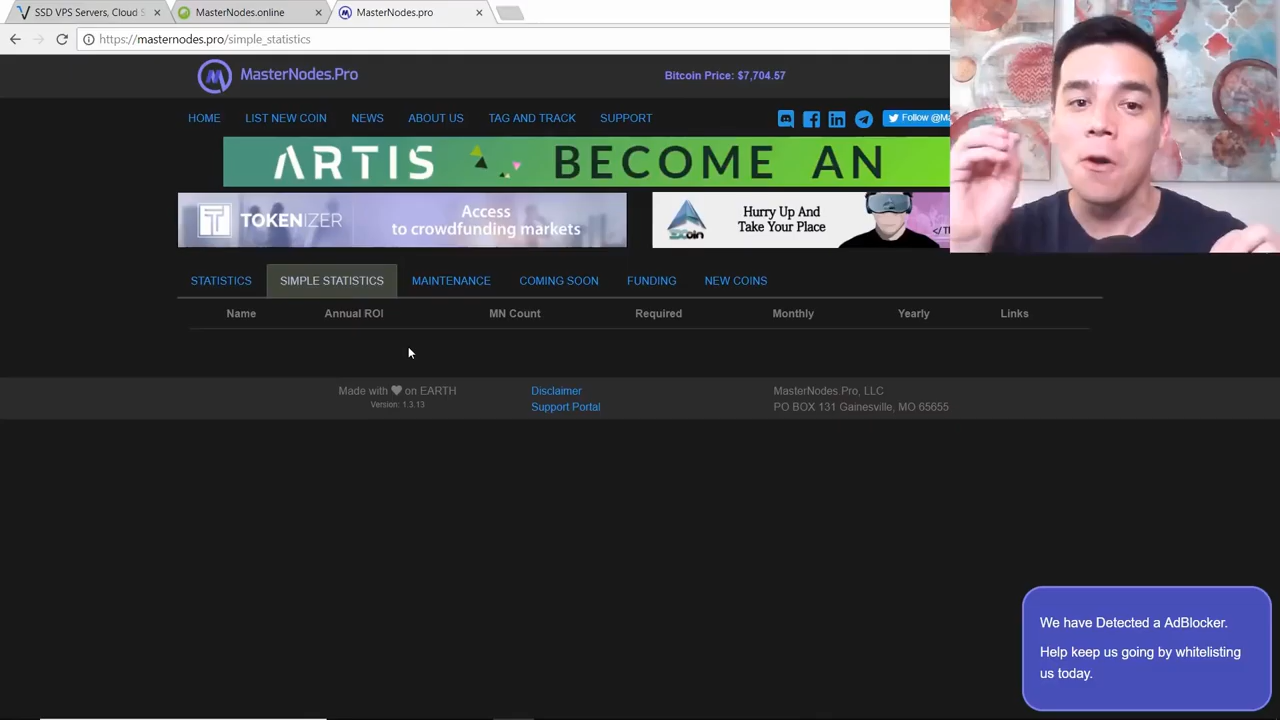 SSD VPS Servers, Cloud S
MasterNodes.online
MasterNodes.pro
https://masternodes.pro/simple_statistics
MasterNodes.Pro
Bitcoin Price: $7,704.57
HOME
LIST NEW COIN
NEWS
ABOUT US
TAG AND TRACK
SUPPORT
Follow @Ma
ARTIS BECOME AN
TOKENIZER
Access
to crowdfunding markets
Hurry Up And
Take Your Place
STATISTICS
SIMPLE STATISTICS
MAINTENANCE
COMING SOON
FUNDING
NEW COINS
Name
Annual ROI
MN Count
Required
Monthly
Yearly
Links
Made with ❤ on EARTH
Version: 1.3.13
Disclaimer
Support Portal
MasterNodes.Pro, LLC
PO BOX 131 Gainesville, MO 65655
We have Detected a AdBlocker.
Help keep us going by whitelisting
us today.